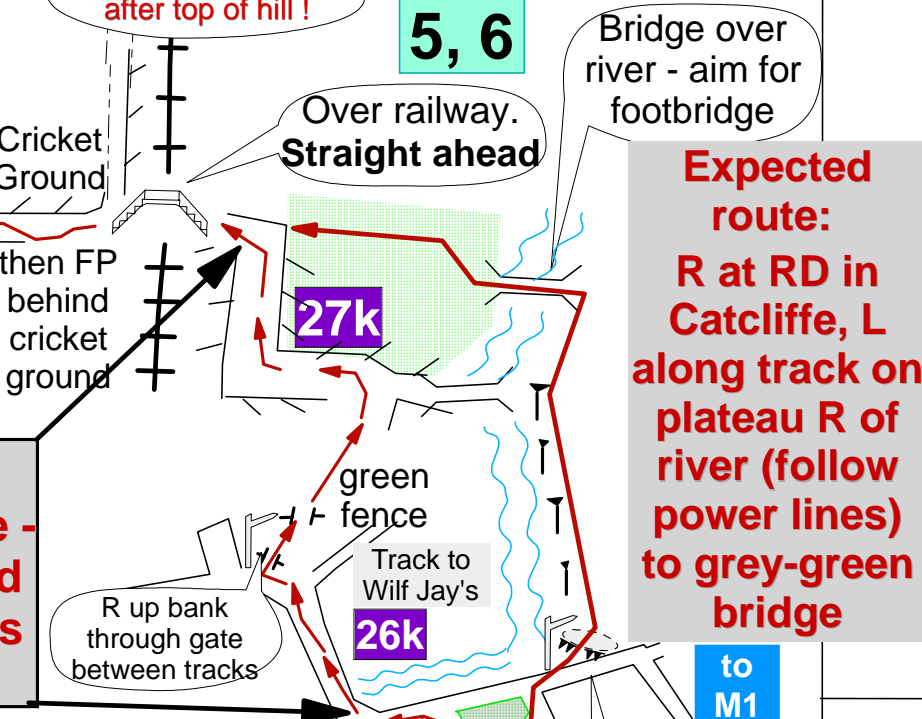 after top of hill !
5, 6
Bridge over
river - aim for
footbridge
Over railway.
Straight ahead
Cricket
Ground
Expected
route:
R at RD in
Catcliffe, L
along track on
plateau R of
river (follow
power lines)
to grey-green
bridge
then FP
behind
cricket
ground
27k
green
fence
e -
d
s
Track to
Wilf Jay's
26k
R up bank
through gate
between tracks
to
M1